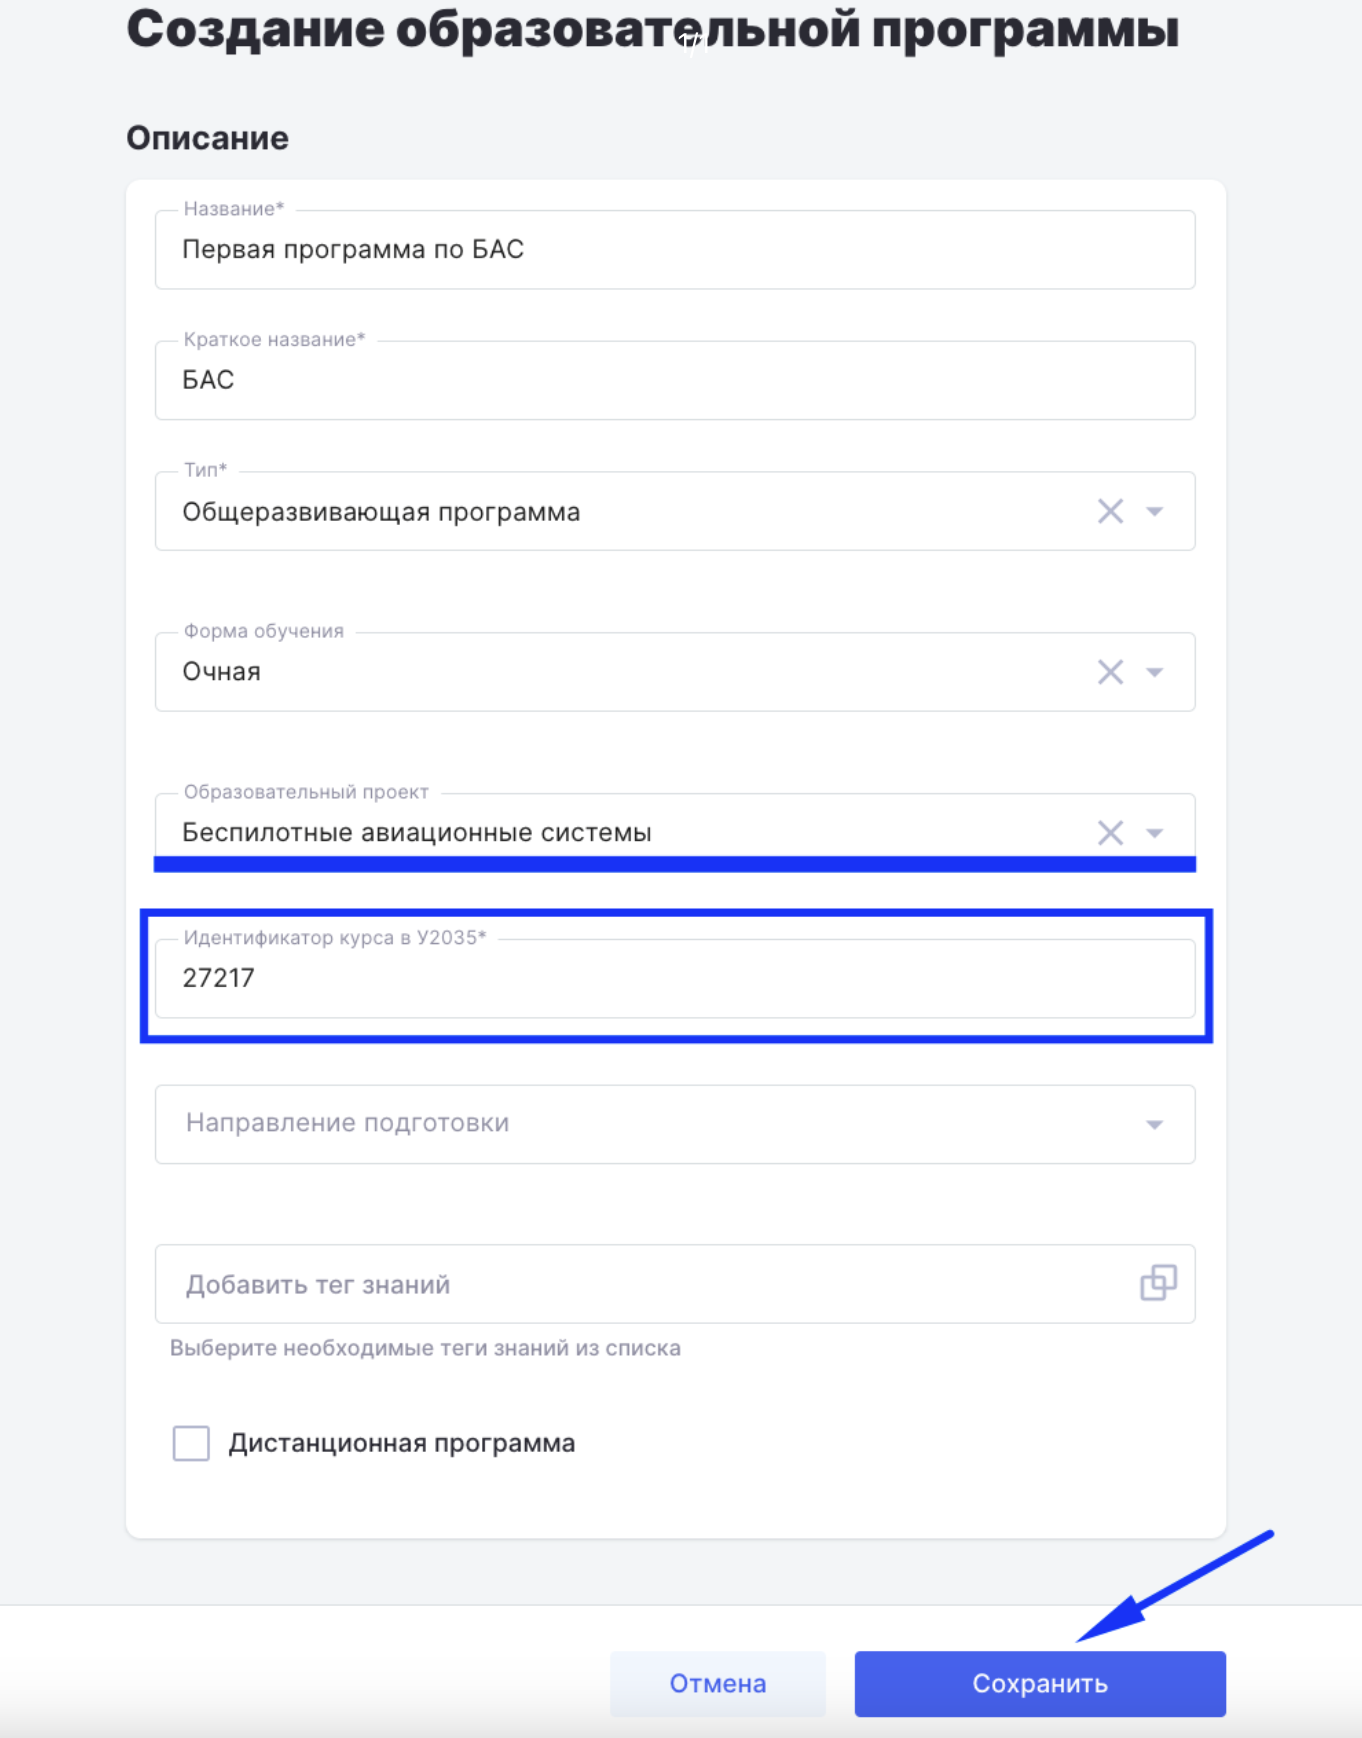 Создание образовательной программы
1/1
Описание
Название*
Первая программа по БАС
Краткое название*
БАС
Тип*
Общеразвивающая программа
Форма обучения
Очная
Образовательный проект
Беспилотные авиационные системы
Идентификатор курса в У2035*
27217
Направление подготовки
Добавить тег знаний
Выберите необходимые теги знаний из списка
Дистанционная программа
Отмена
Сохранить